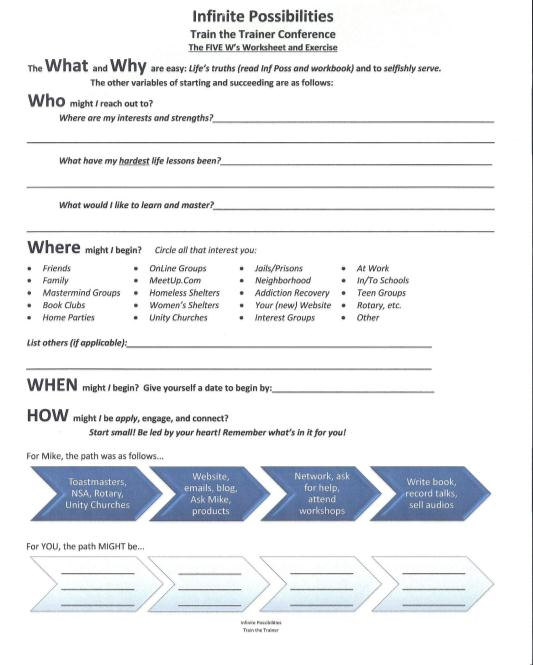 Infinite Possibilities
Train the Trainer Conference
The FIVE W's Worksheet and Exercise
The What and Why are easy: Life's truths (read Inf Poss and workbook) and to selfishly serve.
The other variables of starting and succeeding are as follows:
Who might I reach out to?
Where are my interests and strengths?
What have my hardest life lessons been?
What would I like to learn and master?
Where might I begin? Circle all that interest you:
• Friends
• Family
• Mastermind Groups
• Book Clubs
• Home Parties
• OnLine Groups
• MeetUp.Com
• Homeless Shelters
• Women's Shelters
• Unity Churches
• Jails/Prisons
• Neighborhood
• Addiction Recovery
• Your (new) Website
• Interest Groups
• At Work
• In/To Schools
• Teen Groups
• Rotary, etc.
• Other
List others (if applicable):
WHEN might I begin? Give yourself a date to begin by:
HOW might I be apply, engage, and connect?
Start small! Be led by your heart! Remember what's in it for you!
For Mike, the path was as follows...
Toastmasters,
NSA, Rotary,
Unity Churches
Website,
emails, blog,
Ask Mike,
products
Network, ask
for help,
attend
workshops
Write book,
record talks,
sell audios
For YOU, the path MIGHT be...
Infinite Possibilities
Train the Trainer